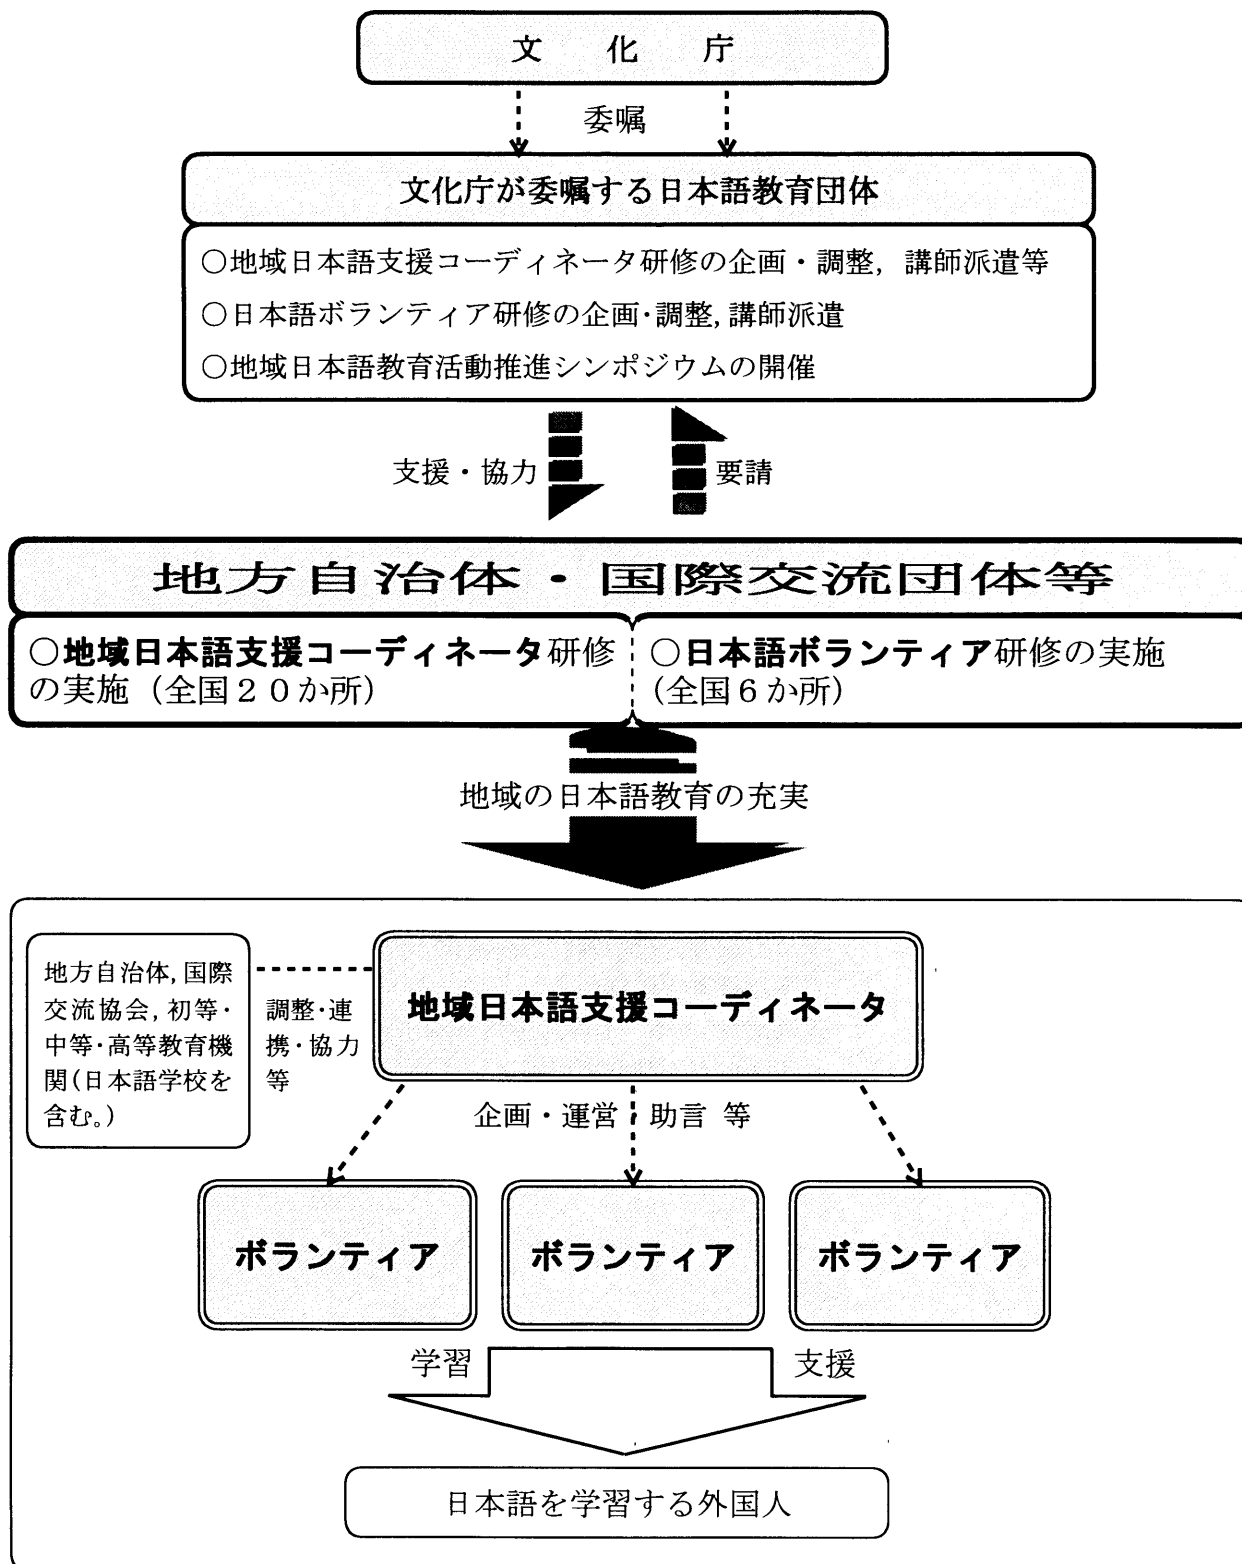 文化庁
委嘱
文化庁が委嘱する日本語教育団体
○地域日本語支援コーディネータ研修の企画・調整，講師派遣等
○日本語ボランティア研修の企画・調整，講師派遣
○地域日本語教育活動推進シンポジウムの開催
支援・協力
要請
地方自治体・国際交流団体等
○地域日本語支援コーディネータ研修
の実施（全国２０か所）
○日本語ボランティア研修の実施
（全国６か所）
地域の日本語教育の充実
地方自治体，国際
交流協会，初等・
中等・高等教育機
関（日本語学校を
含む。）
調整・連
携・協力
等
地域日本語支援コーディネータ
企画・運営・助言 等
ボランティア
ボランティア
ボランティア
学習
支援
日本語を学習する外国人